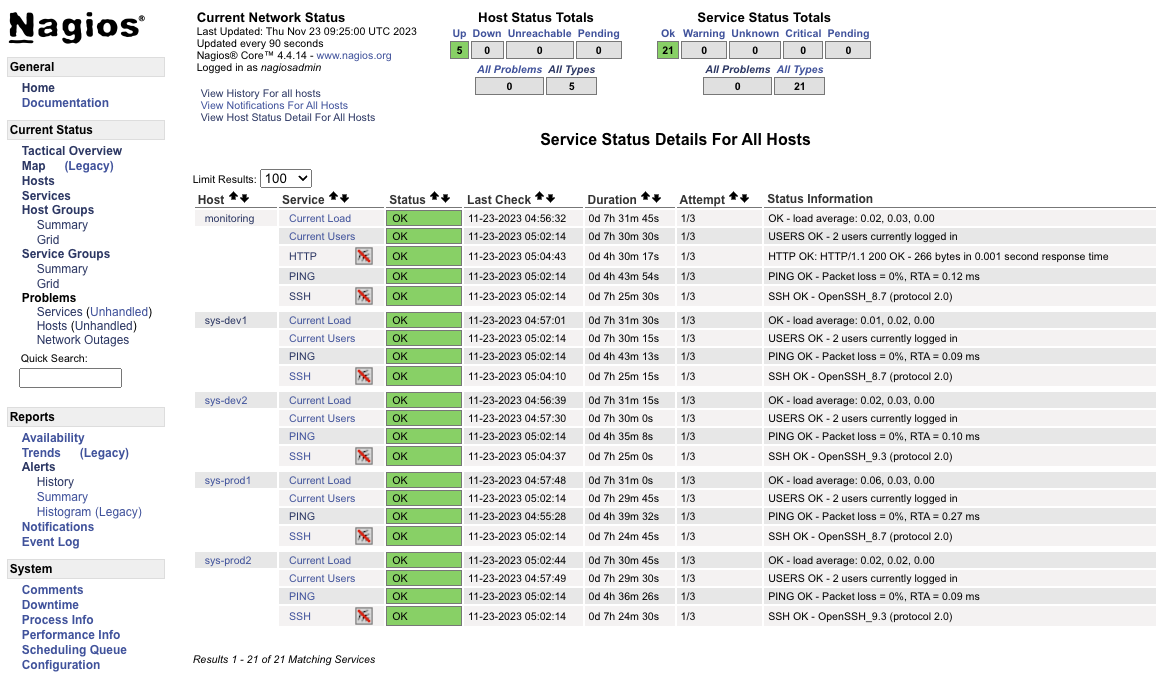 Nagios®
General
Home
Documentation
Current Status
Tactical Overview
Map (Legacy)
Hosts
Services
Host Groups
Summary
Grid
Service Groups
Summary
Grid
Problems
Services (Unhandled)
Hosts (Unhandled)
Network Outages
Quick Search:
Reports
Availability
Trends (Legacy)
Alerts
History
Summary
Histogram (Legacy)
Notifications
Event Log
System
Comments
Downtime
Process Info
Performance Info
Scheduling Queue
Configuration
Current Network Status
Last Updated: Thu Nov 23 09:25:00 UTC 2023
Updated every 90 seconds
Nagios® Core™ 4.4.14 - www.nagios.org
Logged in as nagiosadmin
View History For all hosts
View Notifications For All Hosts
View Host Status Detail For All Hosts
Host Status Totals
Up Down Unreachable Pending
5 0 0 0
All Problems All Types
0 5
Service Status Totals
Ok Warning Unknown Critical Pending
21 0 0 0 0
All Problems All Types
0 21
Service Status Details For All Hosts
Limit Results: 100
Host Service Status Last Check Duration Attempt Status Information
monitoring Current Load OK 11-23-2023 04:56:32 0d 7h 31m 45s 1/3 OK - load average: 0.02, 0.03, 0.00
Current Users OK 11-23-2023 05:02:14 0d 7h 30m 30s 1/3 USERS OK - 2 users currently logged in
HTTP OK 11-23-2023 05:04:43 0d 4h 30m 17s 1/3 HTTP OK: HTTP/1.1 200 OK - 266 bytes in 0.001 second response time
PING OK 11-23-2023 05:02:14 0d 4h 43m 54s 1/3 PING OK - Packet loss = 0%, RTA = 0.12 ms
SSH OK 11-23-2023 05:02:14 0d 7h 25m 30s 1/3 SSH OK - OpenSSH_8.7 (protocol 2.0)
sys-dev1 Current Load OK 11-23-2023 04:57:01 0d 7h 31m 30s 1/3 OK - load average: 0.01, 0.02, 0.00
Current Users OK 11-23-2023 05:02:14 0d 7h 30m 15s 1/3 USERS OK - 2 users currently logged in
PING OK 11-23-2023 05:02:14 0d 4h 43m 13s 1/3 PING OK - Packet loss = 0%, RTA = 0.09 ms
SSH OK 11-23-2023 05:04:10 0d 7h 25m 15s 1/3 SSH OK - OpenSSH_8.7 (protocol 2.0)
sys-dev2 Current Load OK 11-23-2023 04:56:39 0d 7h 31m 15s 1/3 OK - load average: 0.02, 0.03, 0.00
Current Users OK 11-23-2023 04:57:30 0d 7h 30m 0s 1/3 USERS OK - 2 users currently logged in
PING OK 11-23-2023 05:02:14 0d 4h 35m 8s 1/3 PING OK - Packet loss = 0%, RTA = 0.10 ms
SSH OK 11-23-2023 05:04:37 0d 7h 25m 0s 1/3 SSH OK - OpenSSH_9.3 (protocol 2.0)
sys-prod1 Current Load OK 11-23-2023 04:57:48 0d 7h 31m 0s 1/3 OK - load average: 0.06, 0.03, 0.00
Current Users OK 11-23-2023 05:02:14 0d 7h 29m 45s 1/3 USERS OK - 2 users currently logged in
PING OK 11-23-2023 04:55:28 0d 4h 39m 32s 1/3 PING OK - Packet loss = 0%, RTA = 0.27 ms
SSH OK 11-23-2023 05:02:14 0d 7h 24m 45s 1/3 SSH OK - OpenSSH_8.7 (protocol 2.0)
sys-prod2 Current Load OK 11-23-2023 05:02:44 0d 7h 30m 45s 1/3 OK - load average: 0.02, 0.02, 0.00
Current Users OK 11-23-2023 04:57:49 0d 7h 29m 30s 1/3 USERS OK - 2 users currently logged in
PING OK 11-23-2023 05:02:14 0d 4h 36m 26s 1/3 PING OK - Packet loss = 0%, RTA = 0.09 ms
SSH OK 11-23-2023 05:02:14 0d 7h 24m 30s 1/3 SSH OK - OpenSSH_9.3 (protocol 2.0)
Results 1 - 21 of 21 Matching Services